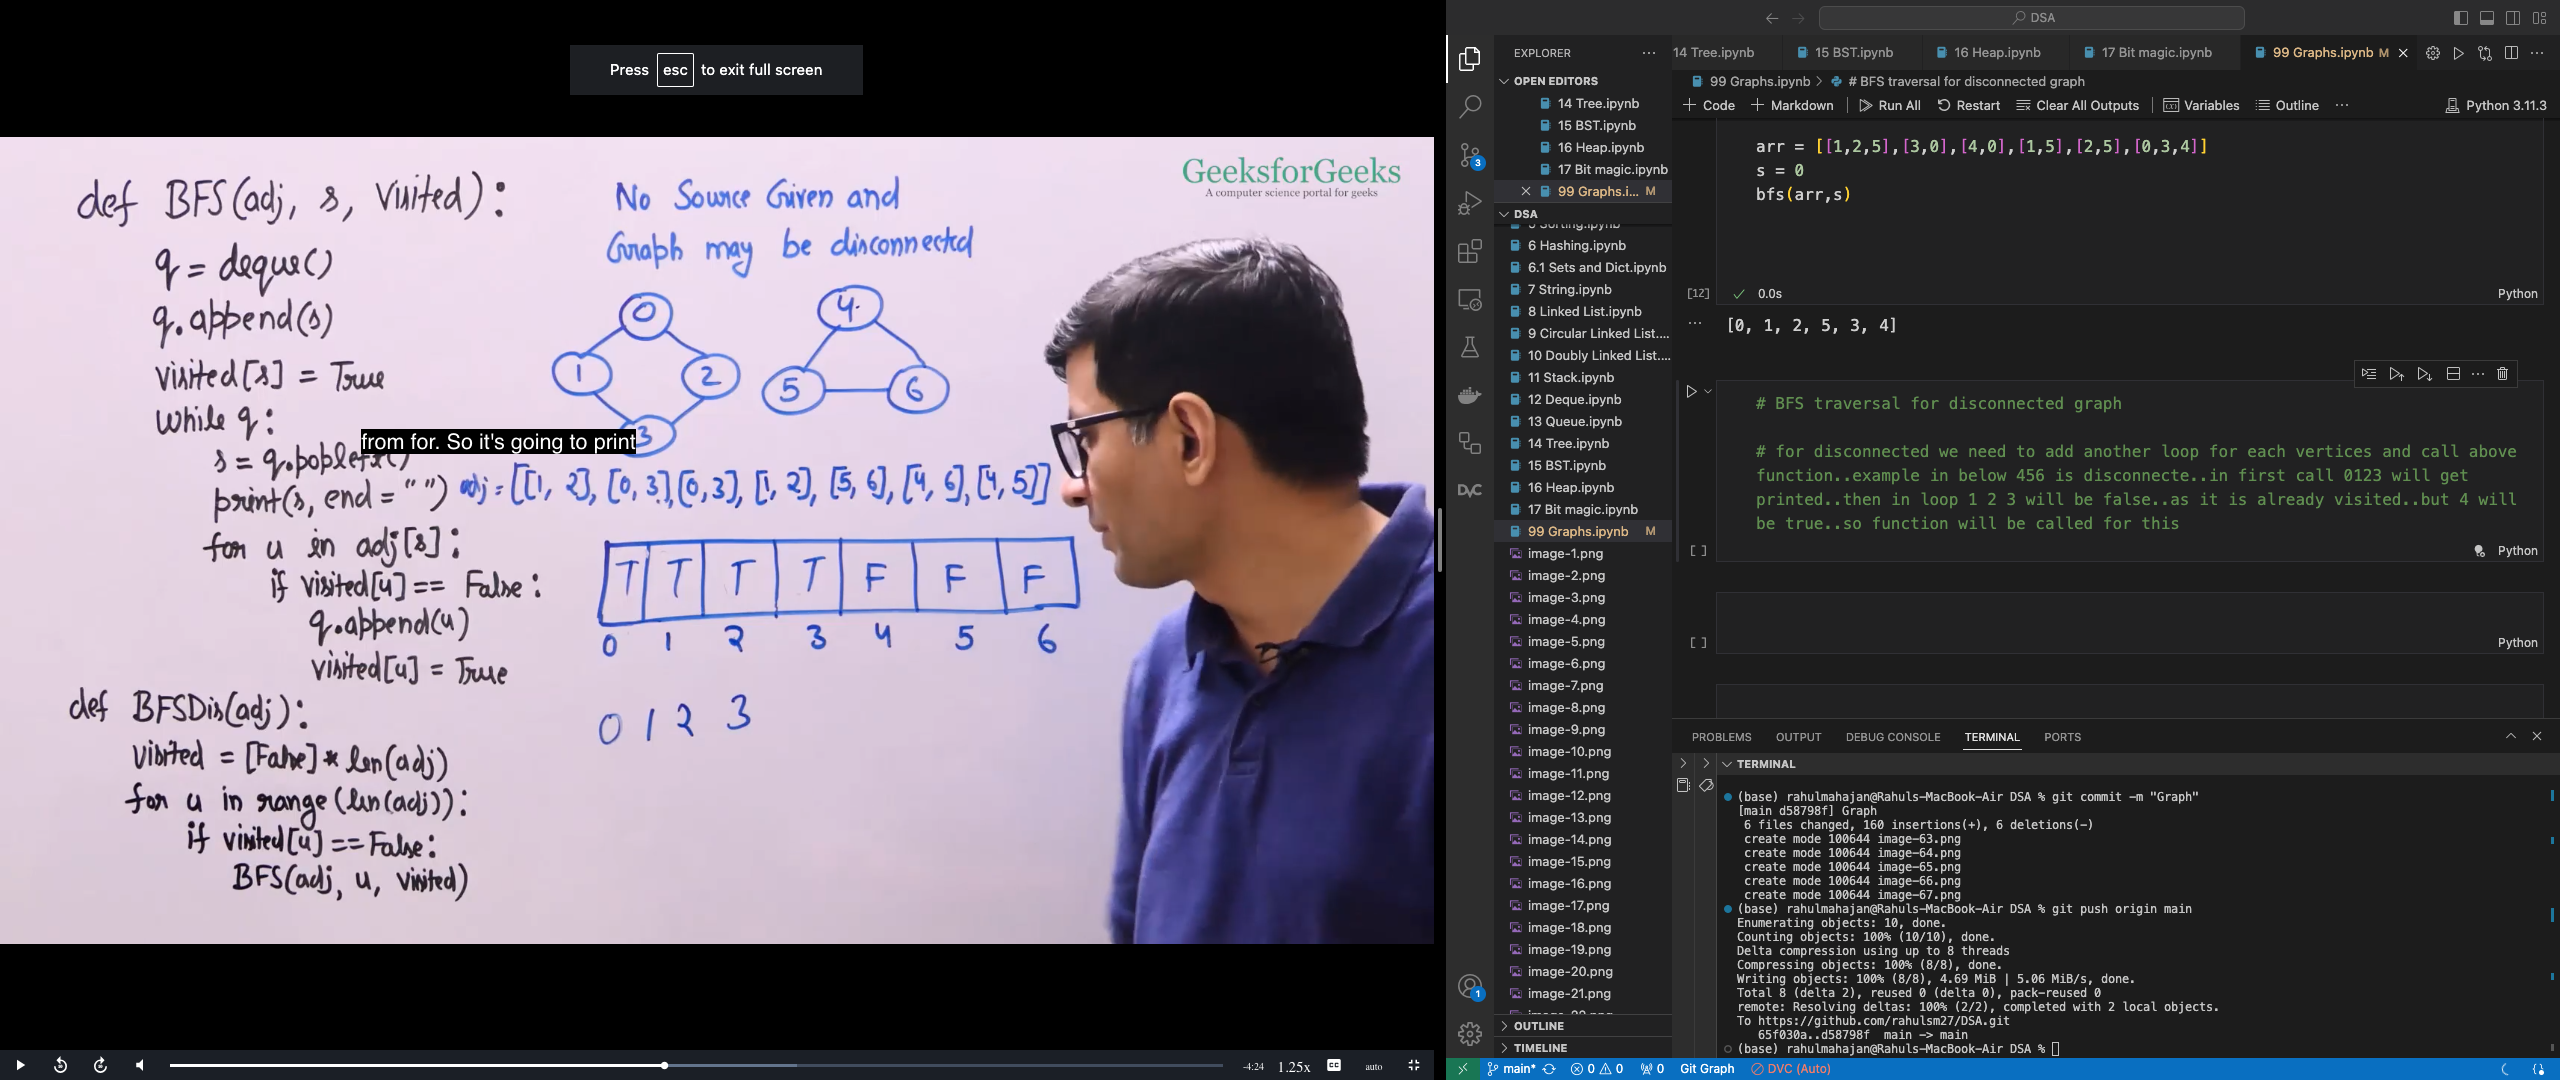 Press esc to exit full screen
GeeksforGeeks
A computer science portal for geeks
def BFS(adj, s, visited):
q = deque()
q.append(s)
visited[s] = True
while q:
s = q.popleft()
print(s, end = " ")
for u in adj[s]:
if visited[u] == False:
q.append(u)
visited[u] = True
def BFSDis(adj):
visited = [False] * len(adj)
for u in range(len(adj)):
if visited[u] == False:
BFS(adj, u, visited)
No Source Given and
Graph may be disconnected
0
1
2
3
4
5
6
from for. So it's going to print
adj = [[1, 2], [0, 3], [0, 3], [1, 2], [5, 6], [4, 6], [4, 5]]
T T T T F F F
0 1 2 3 4 5 6
0 1 2 3
-4:24 1.25x CC auto
DSA
EXPLORER
OPEN EDITORS
14 Tree.ipynb
15 BST.ipynb
16 Heap.ipynb
17 Bit magic.ipynb
99 Graphs.i... M
DSA
5 Sorting.ipynb
6 Hashing.ipynb
6.1 Sets and Dict.ipynb
7 String.ipynb
8 Linked List.ipynb
9 Circular Linked List....
10 Doubly Linked List....
11 Stack.ipynb
12 Deque.ipynb
13 Queue.ipynb
14 Tree.ipynb
15 BST.ipynb
16 Heap.ipynb
17 Bit magic.ipynb
99 Graphs.ipynb M
image-1.png
image-2.png
image-3.png
image-4.png
image-5.png
image-6.png
image-7.png
image-8.png
image-9.png
image-10.png
image-11.png
image-12.png
image-13.png
image-14.png
image-15.png
image-16.png
image-17.png
image-18.png
image-19.png
image-20.png
image-21.png
OUTLINE
TIMELINE
3
DVC
1
14 Tree.ipynb 15 BST.ipynb 16 Heap.ipynb 17 Bit magic.ipynb 99 Graphs.ipynb M
99 Graphs.ipynb > # BFS traversal for disconnected graph
Code Markdown Run All Restart Clear All Outputs Variables Outline Python 3.11.3
arr = [[1,2,5],[3,0],[4,0],[1,5],[2,5],[0,3,4]]
s = 0
bfs(arr,s)
[12] 0.0s Python
[0, 1, 2, 5, 3, 4]
# BFS traversal for disconnected graph
# for disconnected we need to add another loop for each vertices and call above
function..example in below 456 is disconnecte..in first call 0123 will get
printed..then in loop 1 2 3 will be false..as it is already visited..but 4 will
be true..so function will be called for this
[ ] Python
[ ] Python
PROBLEMS OUTPUT DEBUG CONSOLE TERMINAL PORTS
TERMINAL
(base) rahulmahajan@Rahuls-MacBook-Air DSA % git commit -m "Graph"
[main d58798f] Graph
6 files changed, 160 insertions(+), 6 deletions(-)
create mode 100644 image-63.png
create mode 100644 image-64.png
create mode 100644 image-65.png
create mode 100644 image-66.png
create mode 100644 image-67.png
(base) rahulmahajan@Rahuls-MacBook-Air DSA % git push origin main
Enumerating objects: 10, done.
Counting objects: 100% (10/10), done.
Delta compression using up to 8 threads
Compressing objects: 100% (8/8), done.
Writing objects: 100% (8/8), 4.69 MiB | 5.06 MiB/s, done.
Total 8 (delta 2), reused 0 (delta 0), pack-reused 0
remote: Resolving deltas: 100% (2/2), completed with 2 local objects.
To https://github.com/rahulsm27/DSA.git
65f030a..d58798f main -> main
(base) rahulmahajan@Rahuls-MacBook-Air DSA %
main* 0 0 0 Git Graph DVC (Auto)